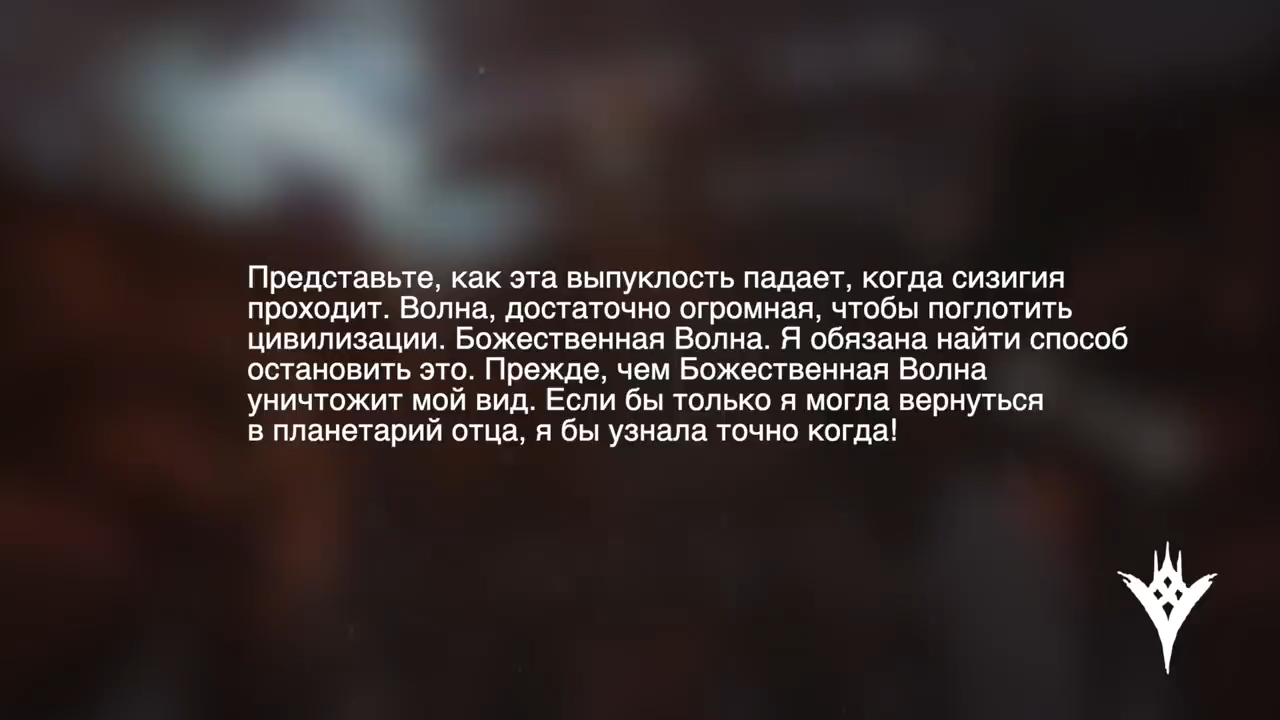 Представьте, как эта выпуклость падает, когда сизигия
проходит. Волна, достаточно огромная, чтобы поглотить
цивилизации. Божественная Волна. Я обязана найти способ
остановить это. Прежде, чем Божественная Волна
уничтожит мой вид. Если бы только я могла вернуться
в планетарий отца, я бы узнала точно когда!